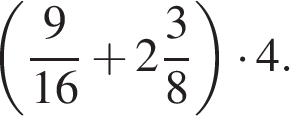 (9/16 + 2 3/8) · 4.